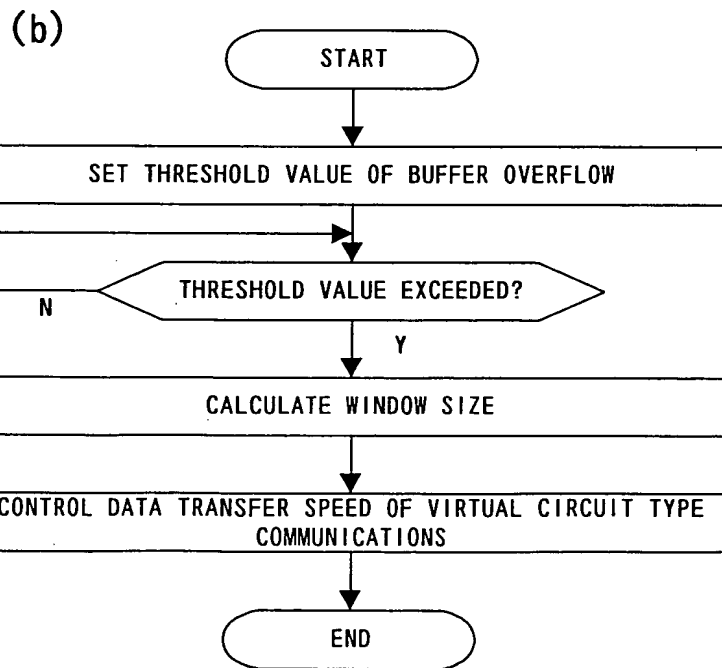 (b)
START
SET THRESHOLD VALUE OF BUFFER OVERFLOW
THRESHOLD VALUE EXCEEDED?
N
Y
CALCULATE WINDOW SIZE
CONTROL DATA TRANSFER SPEED OF VIRTUAL CIRCUIT TYPE
COMMUNICATIONS
END